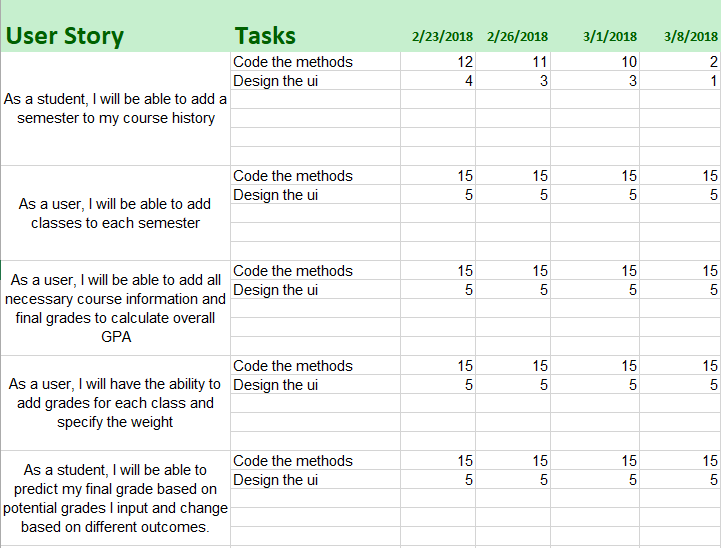 User Story Tasks 2/23/2018 2/26/2018 3/1/2018 3/8/2018
Code the methods 12 11 10 2
Design the ui 4 3 3 1
As a student, I will be able to add a
semester to my course history
Code the methods 15 15 15 15
Design the ui 5 5 5 5
As a user, I will be able to add
classes to each semester
Code the methods 15 15 15 15
Design the ui 5 5 5 5
As a user, I will be able to add all
necessary course information and
final grades to calculate overall
GPA
Code the methods 15 15 15 15
Design the ui 5 5 5 5
As a user, I will have the ability to
add grades for each class and
specify the weight
Code the methods 15 15 15 15
Design the ui 5 5 5 5
As a student, I will be able to
predict my final grade based on
potential grades I input and change
based on different outcomes.